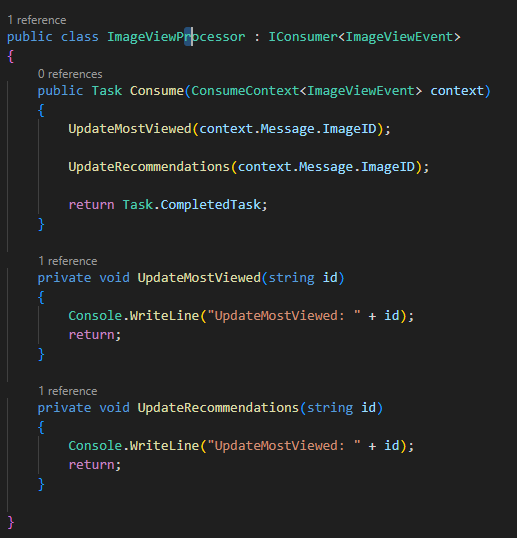 1 reference
public class ImageViewProcessor : IConsumer<ImageViewEvent>
{
0 references
public Task Consume(ConsumeContext<ImageViewEvent> context)
{
UpdateMostViewed(context.Message.ImageID);
UpdateRecommendations(context.Message.ImageID);
return Task.CompletedTask;
}
1 reference
private void UpdateMostViewed(string id)
{
Console.WriteLine("UpdateMostViewed: " + id);
return;
}
1 reference
private void UpdateRecommendations(string id)
{
Console.WriteLine("UpdateMostViewed: " + id);
return;
}
}